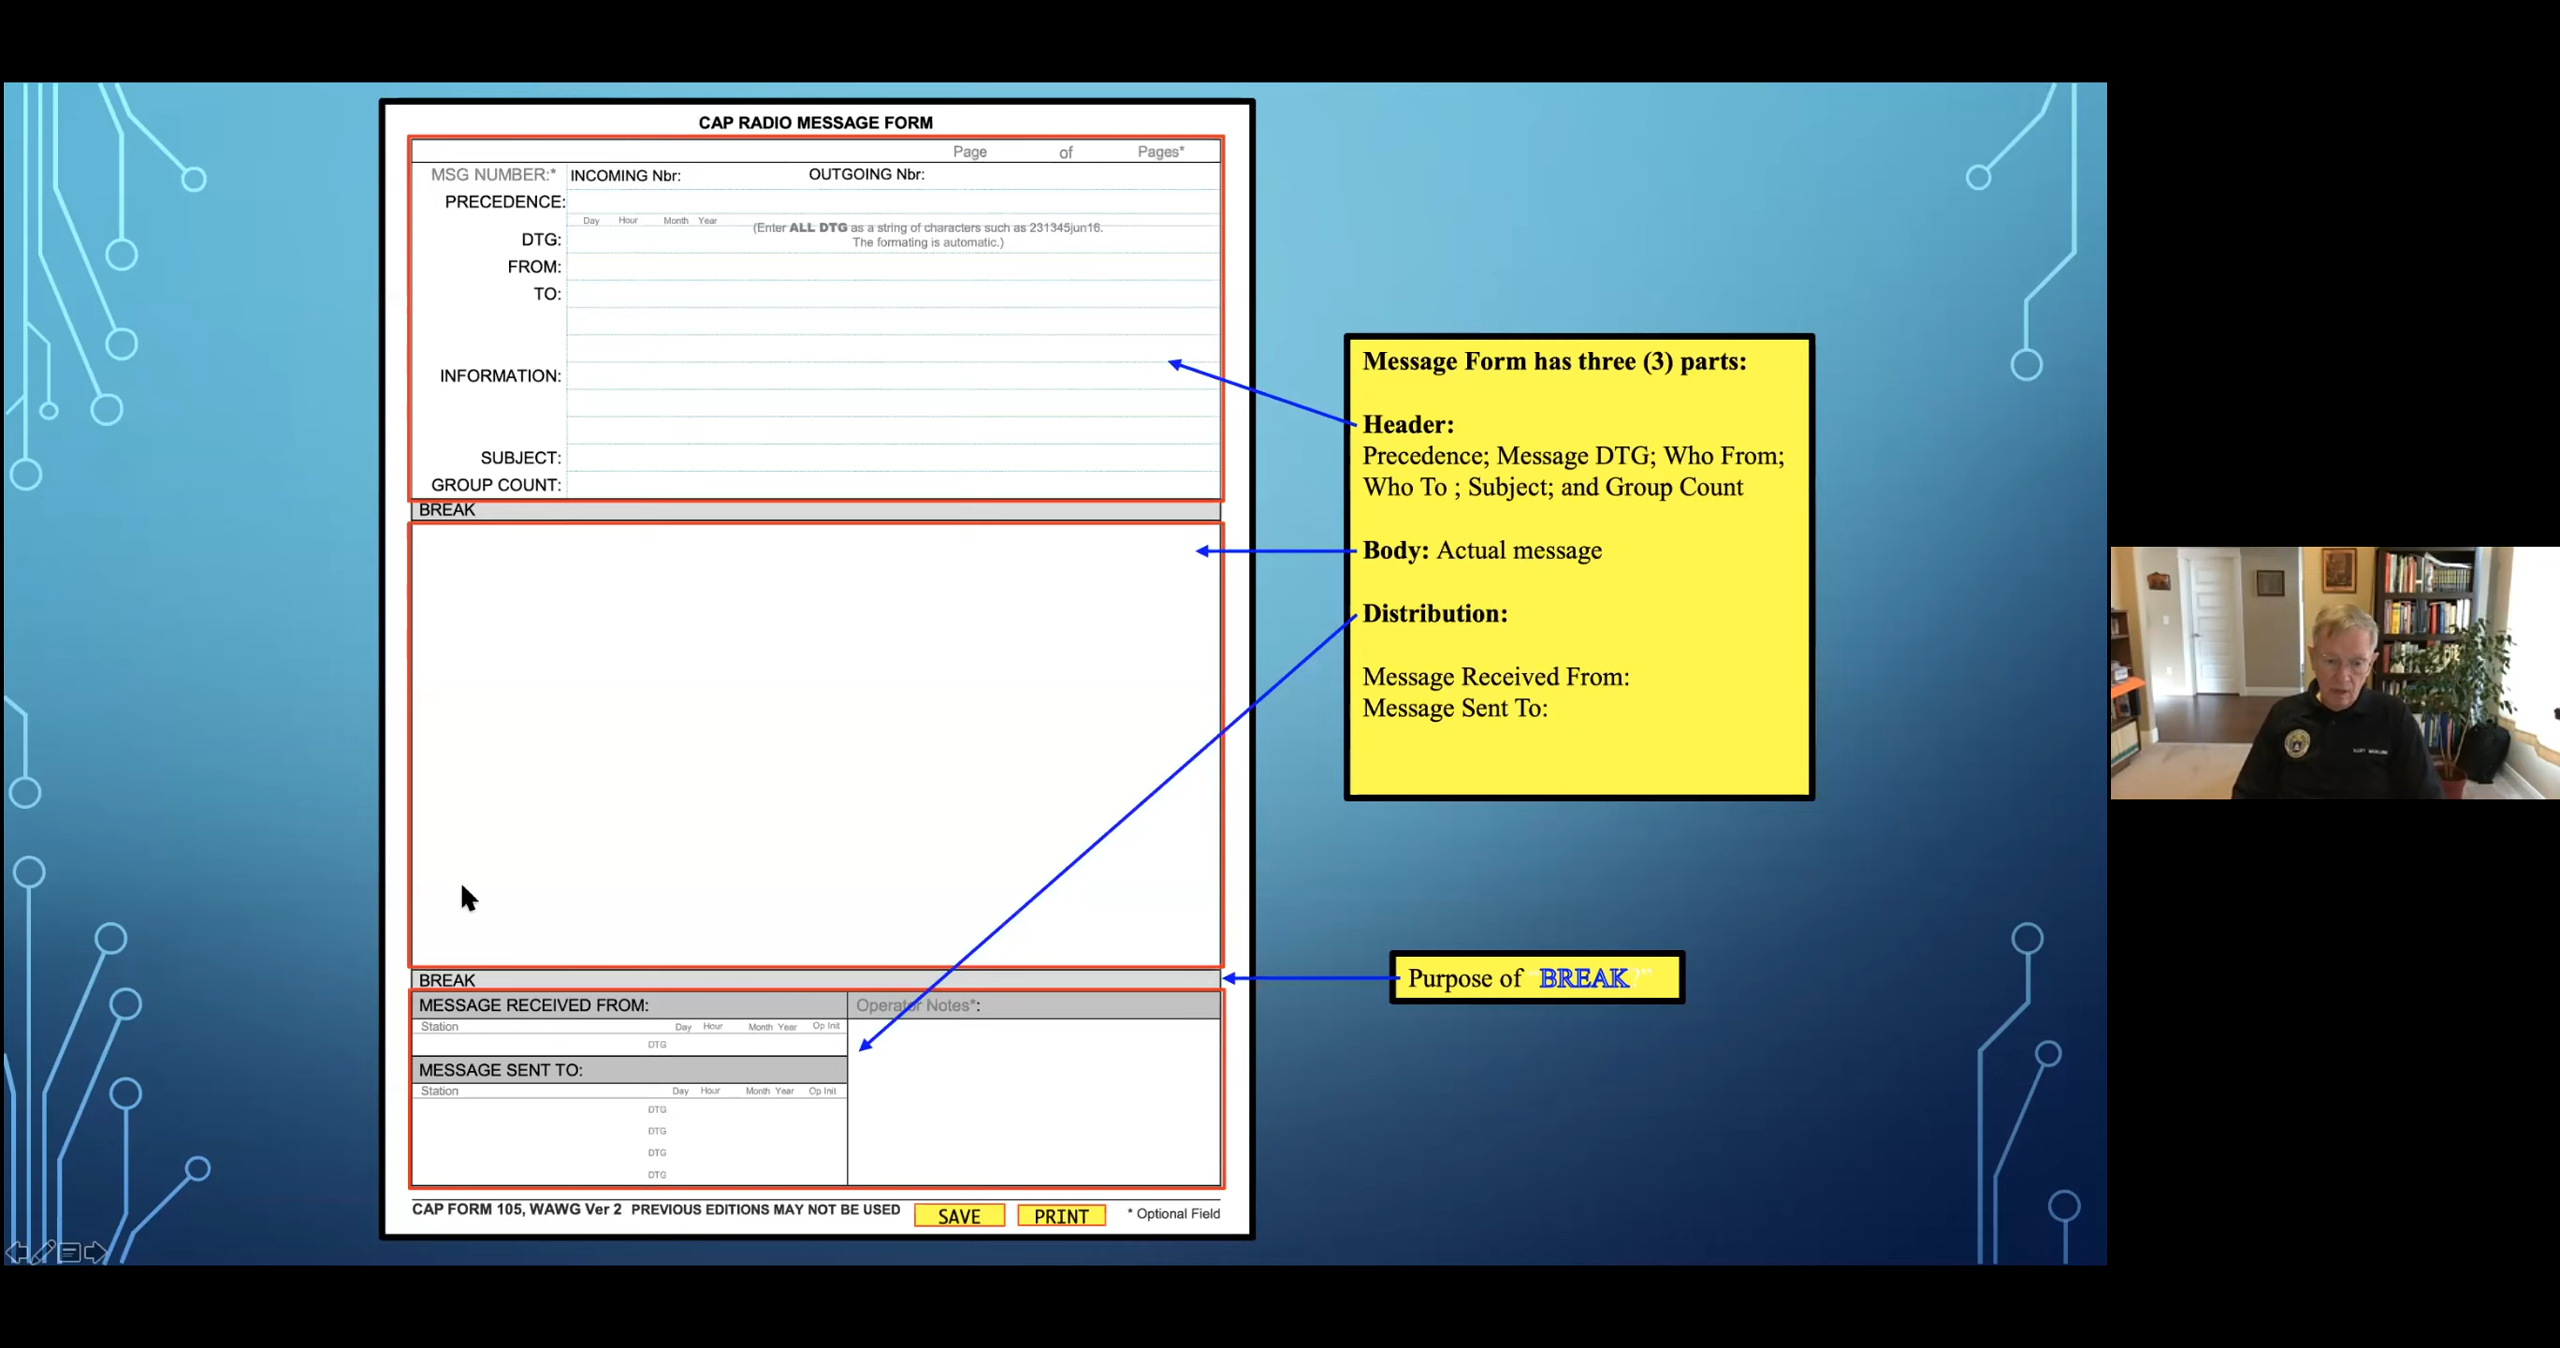 CAP RADIO MESSAGE FORM
Page of Pages*
MSG NUMBER:* INCOMING Nbr: OUTGOING Nbr:
PRECEDENCE:
Day Hour Month Year
(Enter ALL DTG as a string of characters such as 231345jun16.
The formating is automatic.)
DTG:
FROM:
TO:
INFORMATION:
SUBJECT:
GROUP COUNT:
BREAK
BREAK
MESSAGE RECEIVED FROM:
Operator Notes*:
Station Day Hour Month Year Op Init
DTG
MESSAGE SENT TO:
Station Day Hour Month Year Op Init
DTG
DTG
DTG
DTG
CAP FORM 105, WAWG Ver 2 PREVIOUS EDITIONS MAY NOT BE USED
SAVE
PRINT
* Optional Field
Message Form has three (3) parts:
Header:
Precedence; Message DTG; Who From;
Who To ; Subject; and Group Count
Body: Actual message
Distribution:
Message Received From:
Message Sent To:
Purpose of "BREAK"